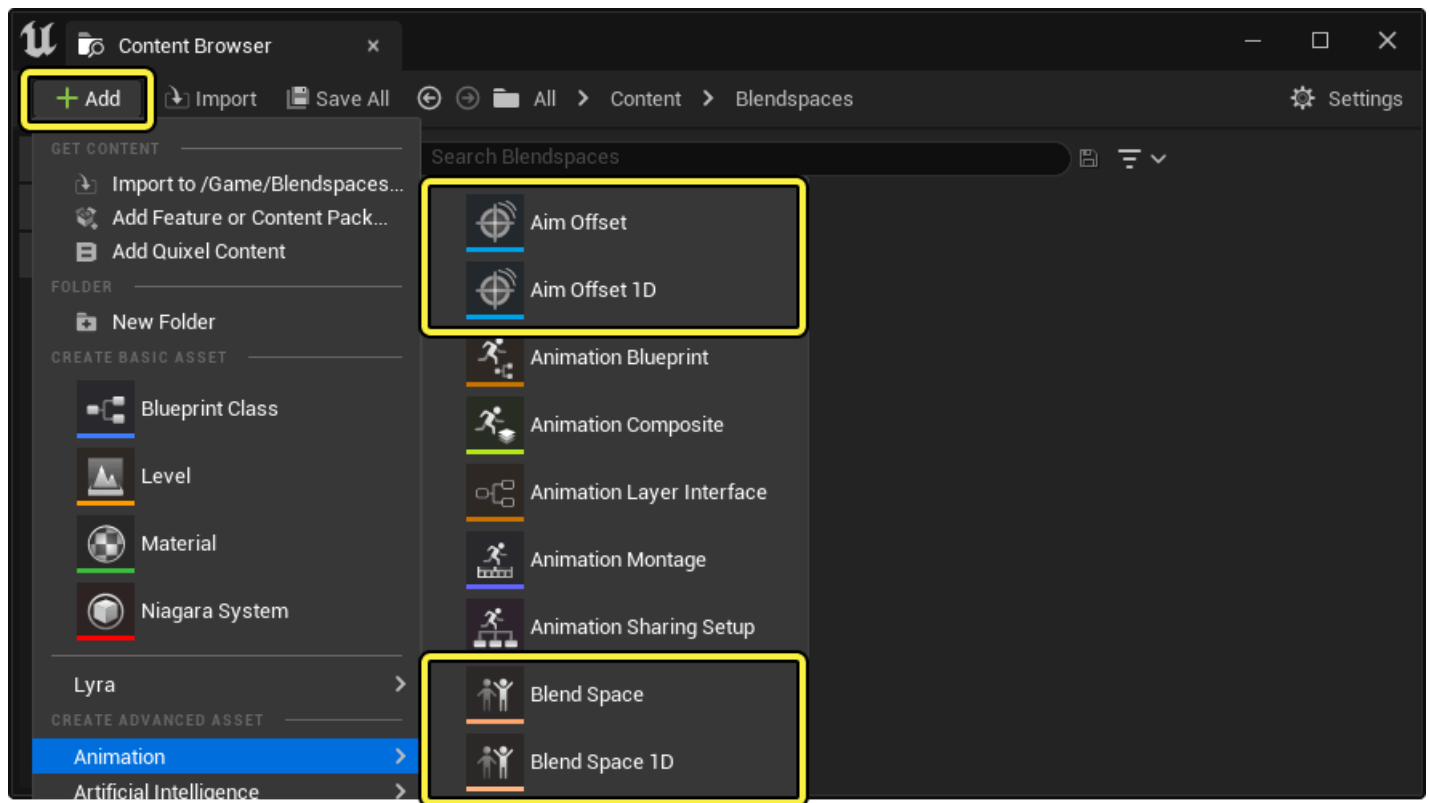 Content Browser
Add Import Save All All Content Blendspaces Settings
GET CONTENT
Import to /Game/Blendspaces...
Add Feature or Content Pack...
Add Quixel Content
FOLDER
New Folder
CREATE BASIC ASSET
Blueprint Class
Level
Material
Niagara System
Lyra
CREATE ADVANCED ASSET
Animation
Artificial Intelligence
Search Blendspaces
Aim Offset
Aim Offset 1D
Animation Blueprint
Animation Composite
Animation Layer Interface
Animation Montage
Animation Sharing Setup
Blend Space
Blend Space 1D